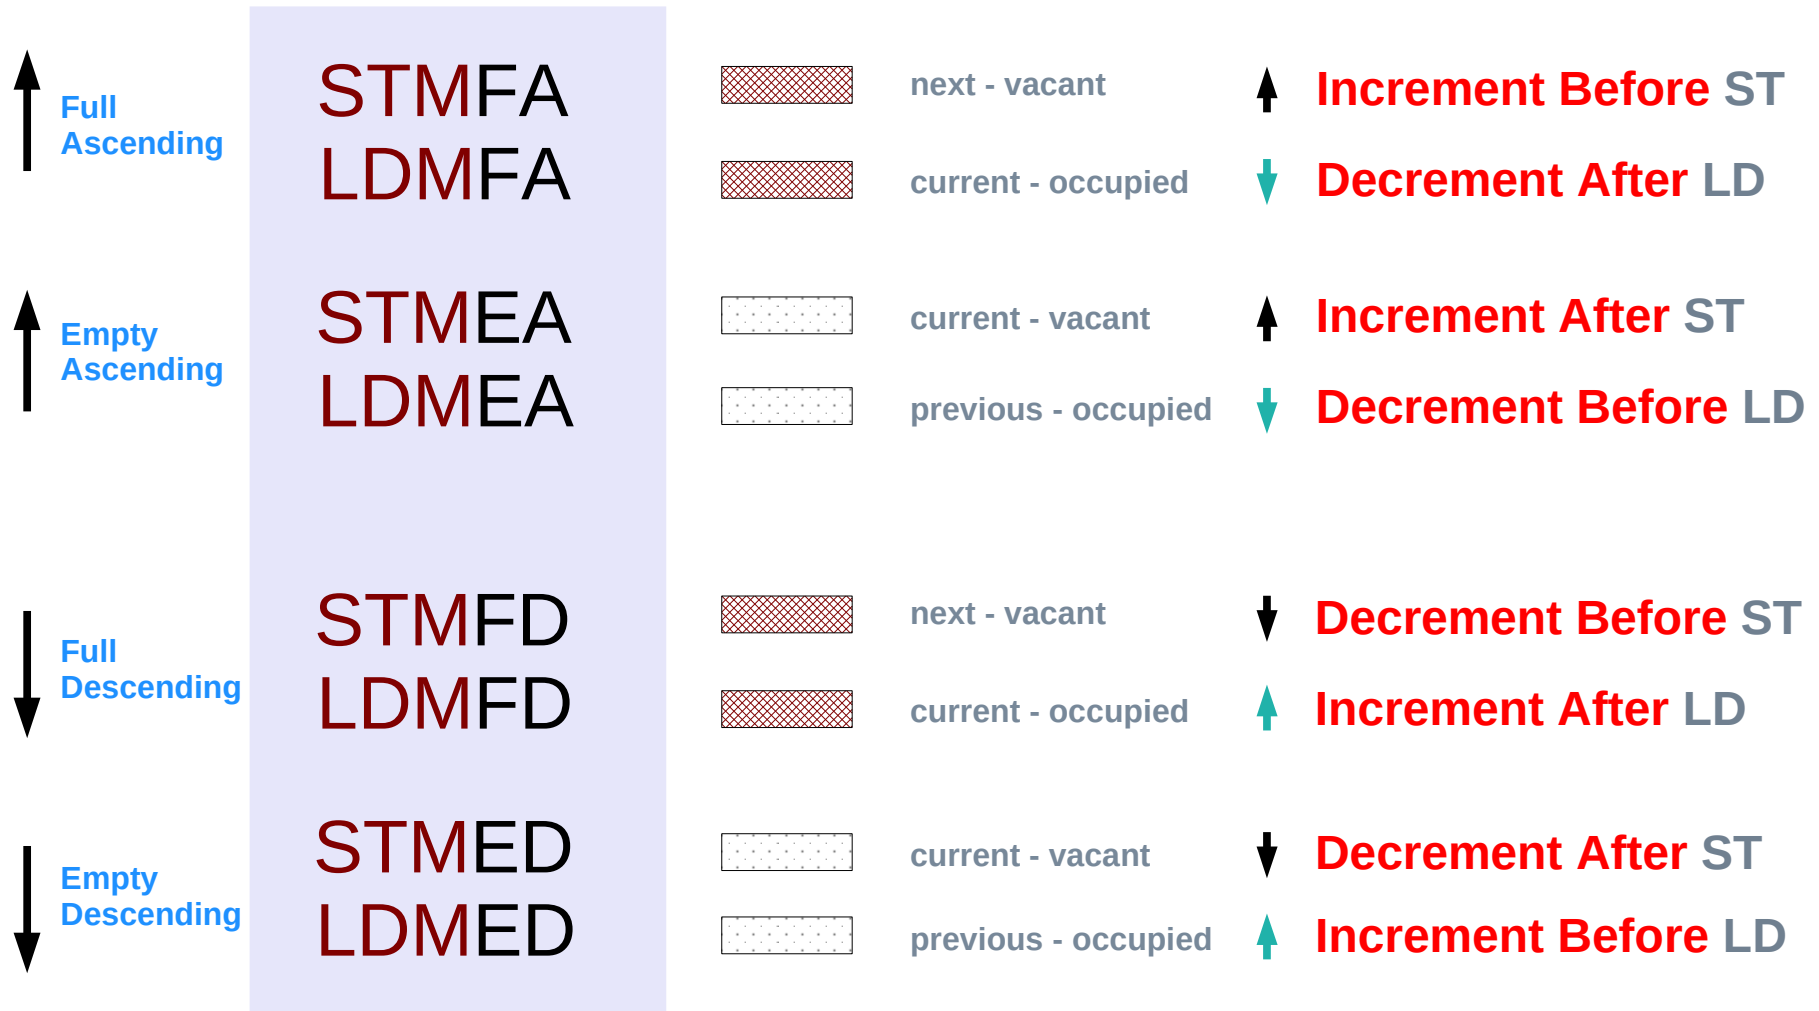 Full
Ascending
STMFA
next - vacant
Increment Before ST
LDMFA
current - occupied
Decrement After LD
Empty
Ascending
STMEA
current - vacant
Increment After ST
LDMEA
previous - occupied
Decrement Before LD
Full
Descending
STMFD
next - vacant
Decrement Before ST
LDMFD
current - occupied
Increment After LD
Empty
Descending
STMED
current - vacant
Decrement After ST
LDMED
previous - occupied
Increment Before LD